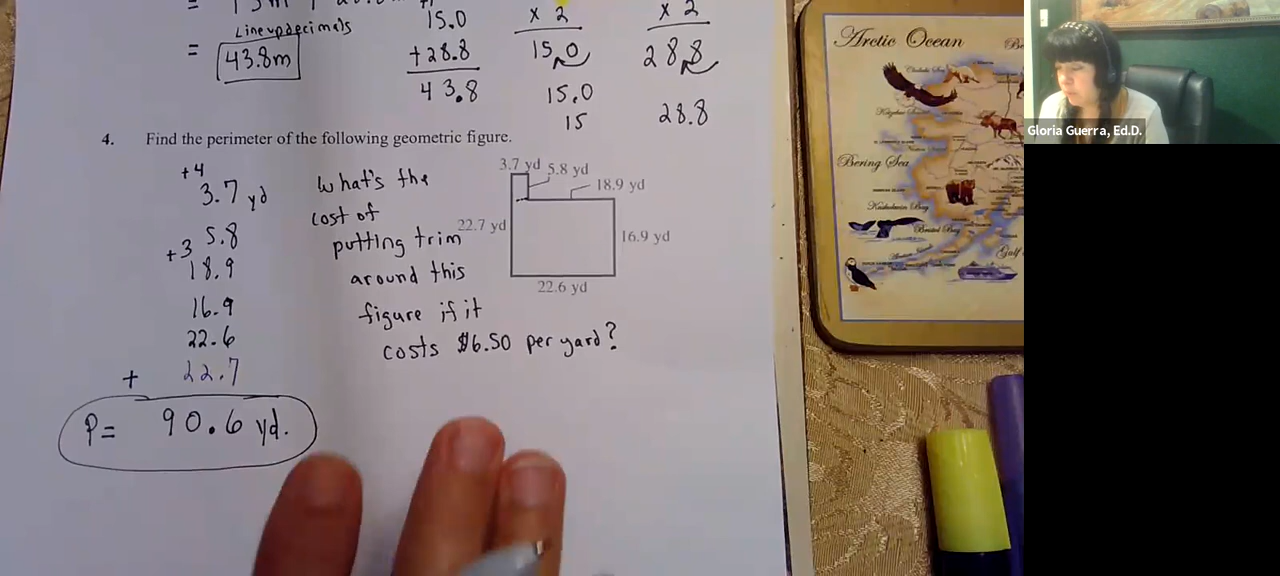 Line up decimals
= 43.8m
15.0
+28.8
43.8
x 2
15.0
15.0
15
x 2
28.8
28.8
4. Find the perimeter of the following geometric figure.
+4
3.7 yd
5.8
+3
18.9
16.9
22.6
+ 22.7
P= 90.6 yd.
What's the
cost of
putting trim
around this
figure if it
costs $6.50 per yard?
3.7 yd
5.8 yd
18.9 yd
22.7 yd
16.9 yd
22.6 yd
Arctic Ocean
Bering Sea
Bristol Bay
Gulf
Gloria Guerra, Ed.D.